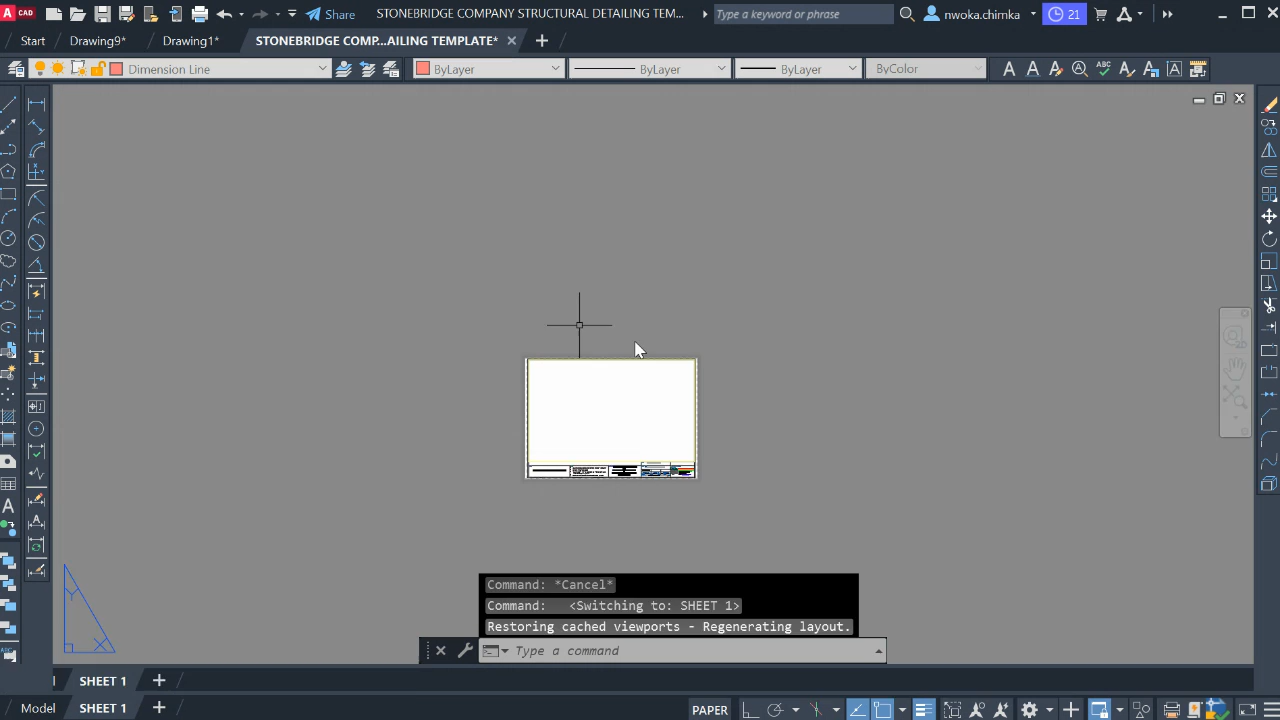 CAD Share STONEBRIDGE COMPANY STRUCTURAL DETAILING TEM... Type a keyword or phrase nwoka.chimka 21
Start Drawing9* Drawing1* STONEBRIDGE COMP...AILING TEMPLATE*
Dimension Line ByLayer ByLayer ByLayer ByColor
Command: *Cancel*
Command: <Switching to: SHEET 1>
Restoring cached viewports - Regenerating layout.
Type a command
Y
X
SHEET 1
Model SHEET 1 PAPER